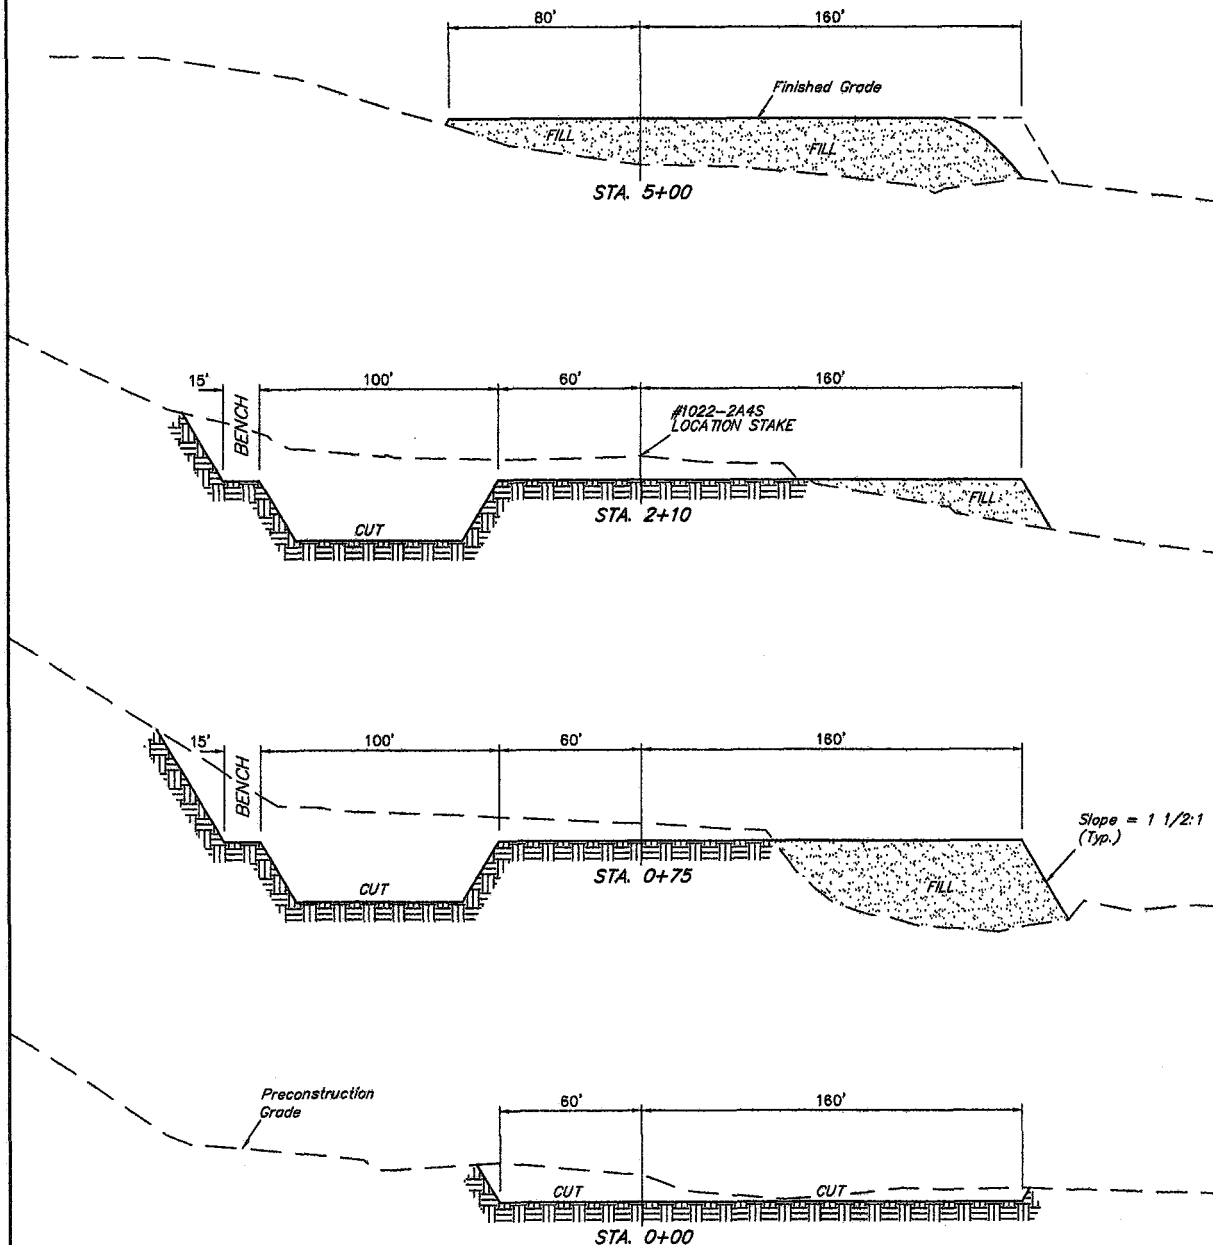 80' 160'
Finished Grade
FILL FILL
STA. 5+00
15' 100' 60' 160'
BENCH
#1022-2A4S
LOCATION STAKE
CUT
FILL
STA. 2+10
15' 100' 60' 160'
BENCH
Slope = 1 1/2:1
(Typ.)
CUT
FILL
STA. 0+75
Preconstruction
Grade
60' 160'
CUT CUT
STA. 0+00